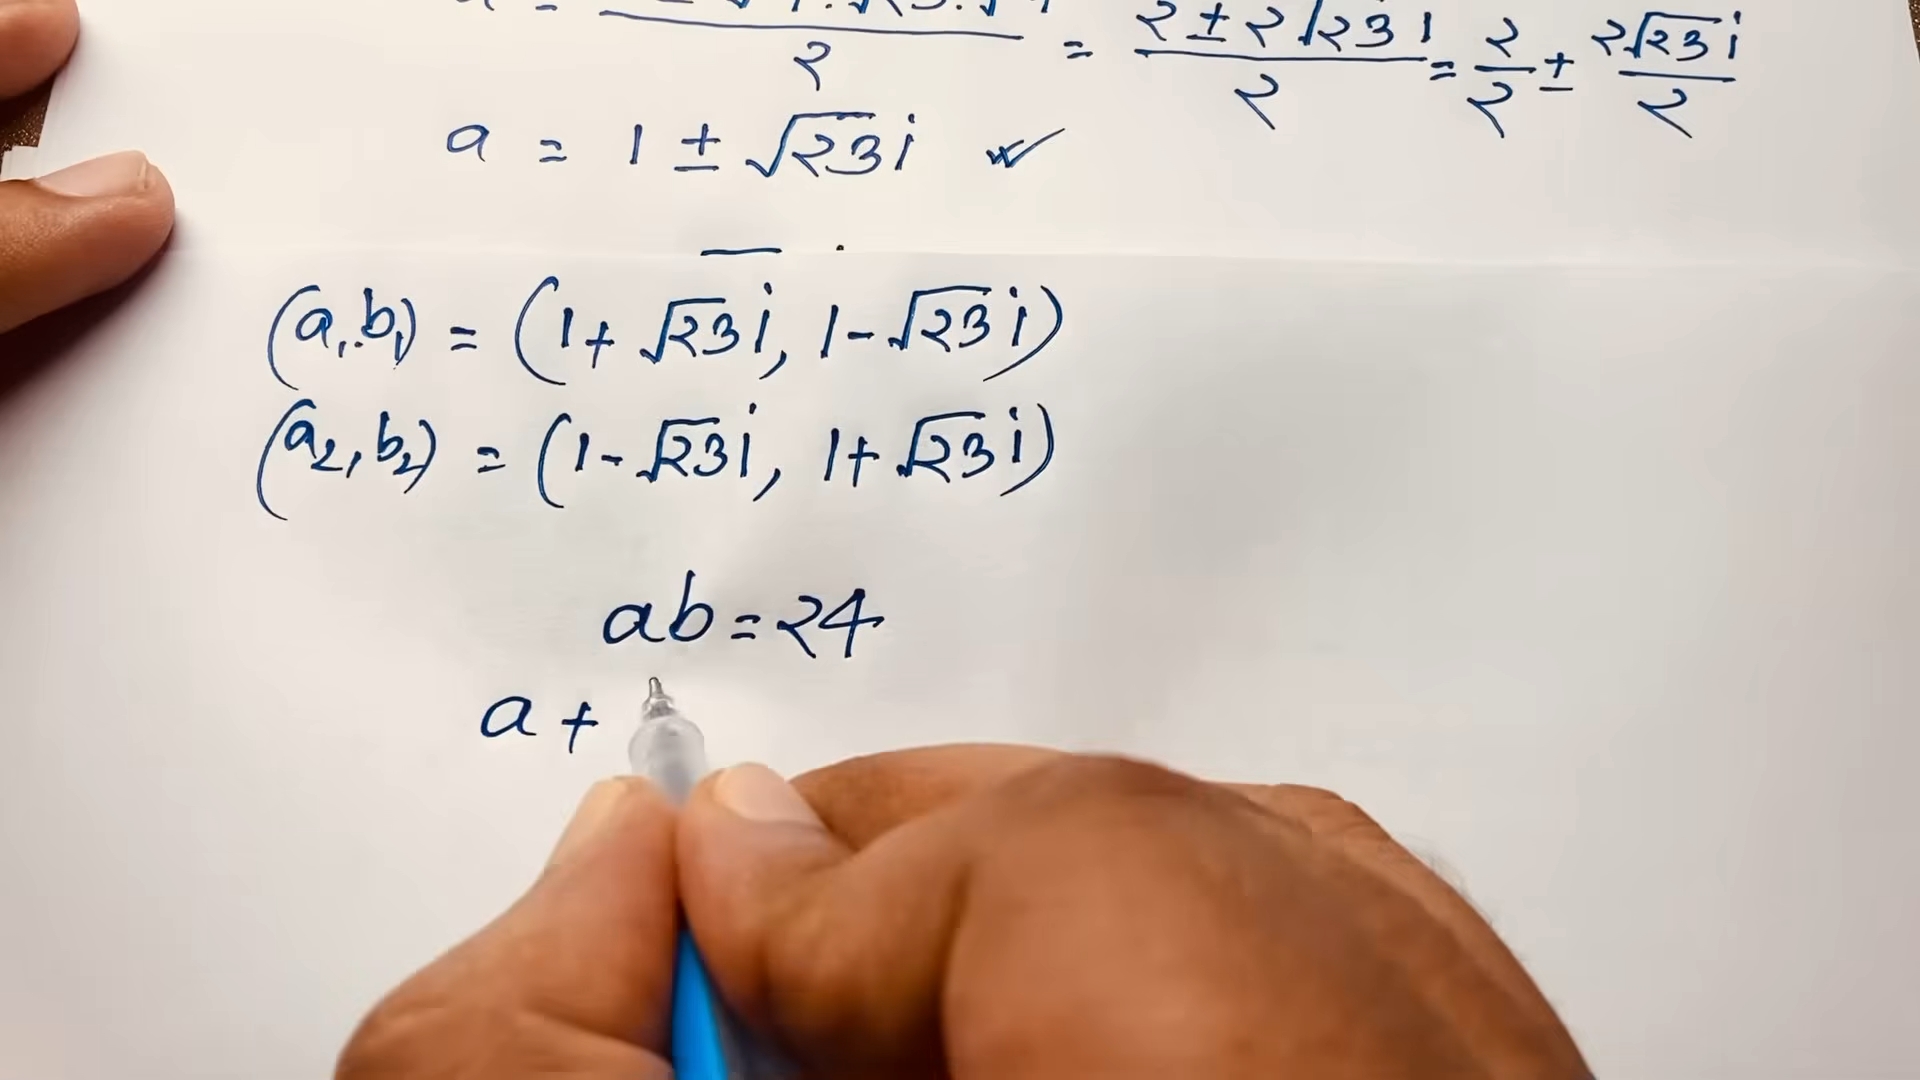 2 = 2 ± 2√23 i / 2 = 2/2 ± 2√23 i / 2
a = 1 ± √23 i ✓
(a₁, b₁) = (1 + √23 i, 1 - √23 i)
(a₂, b₂) = (1 - √23 i, 1 + √23 i)
ab = 24
a +